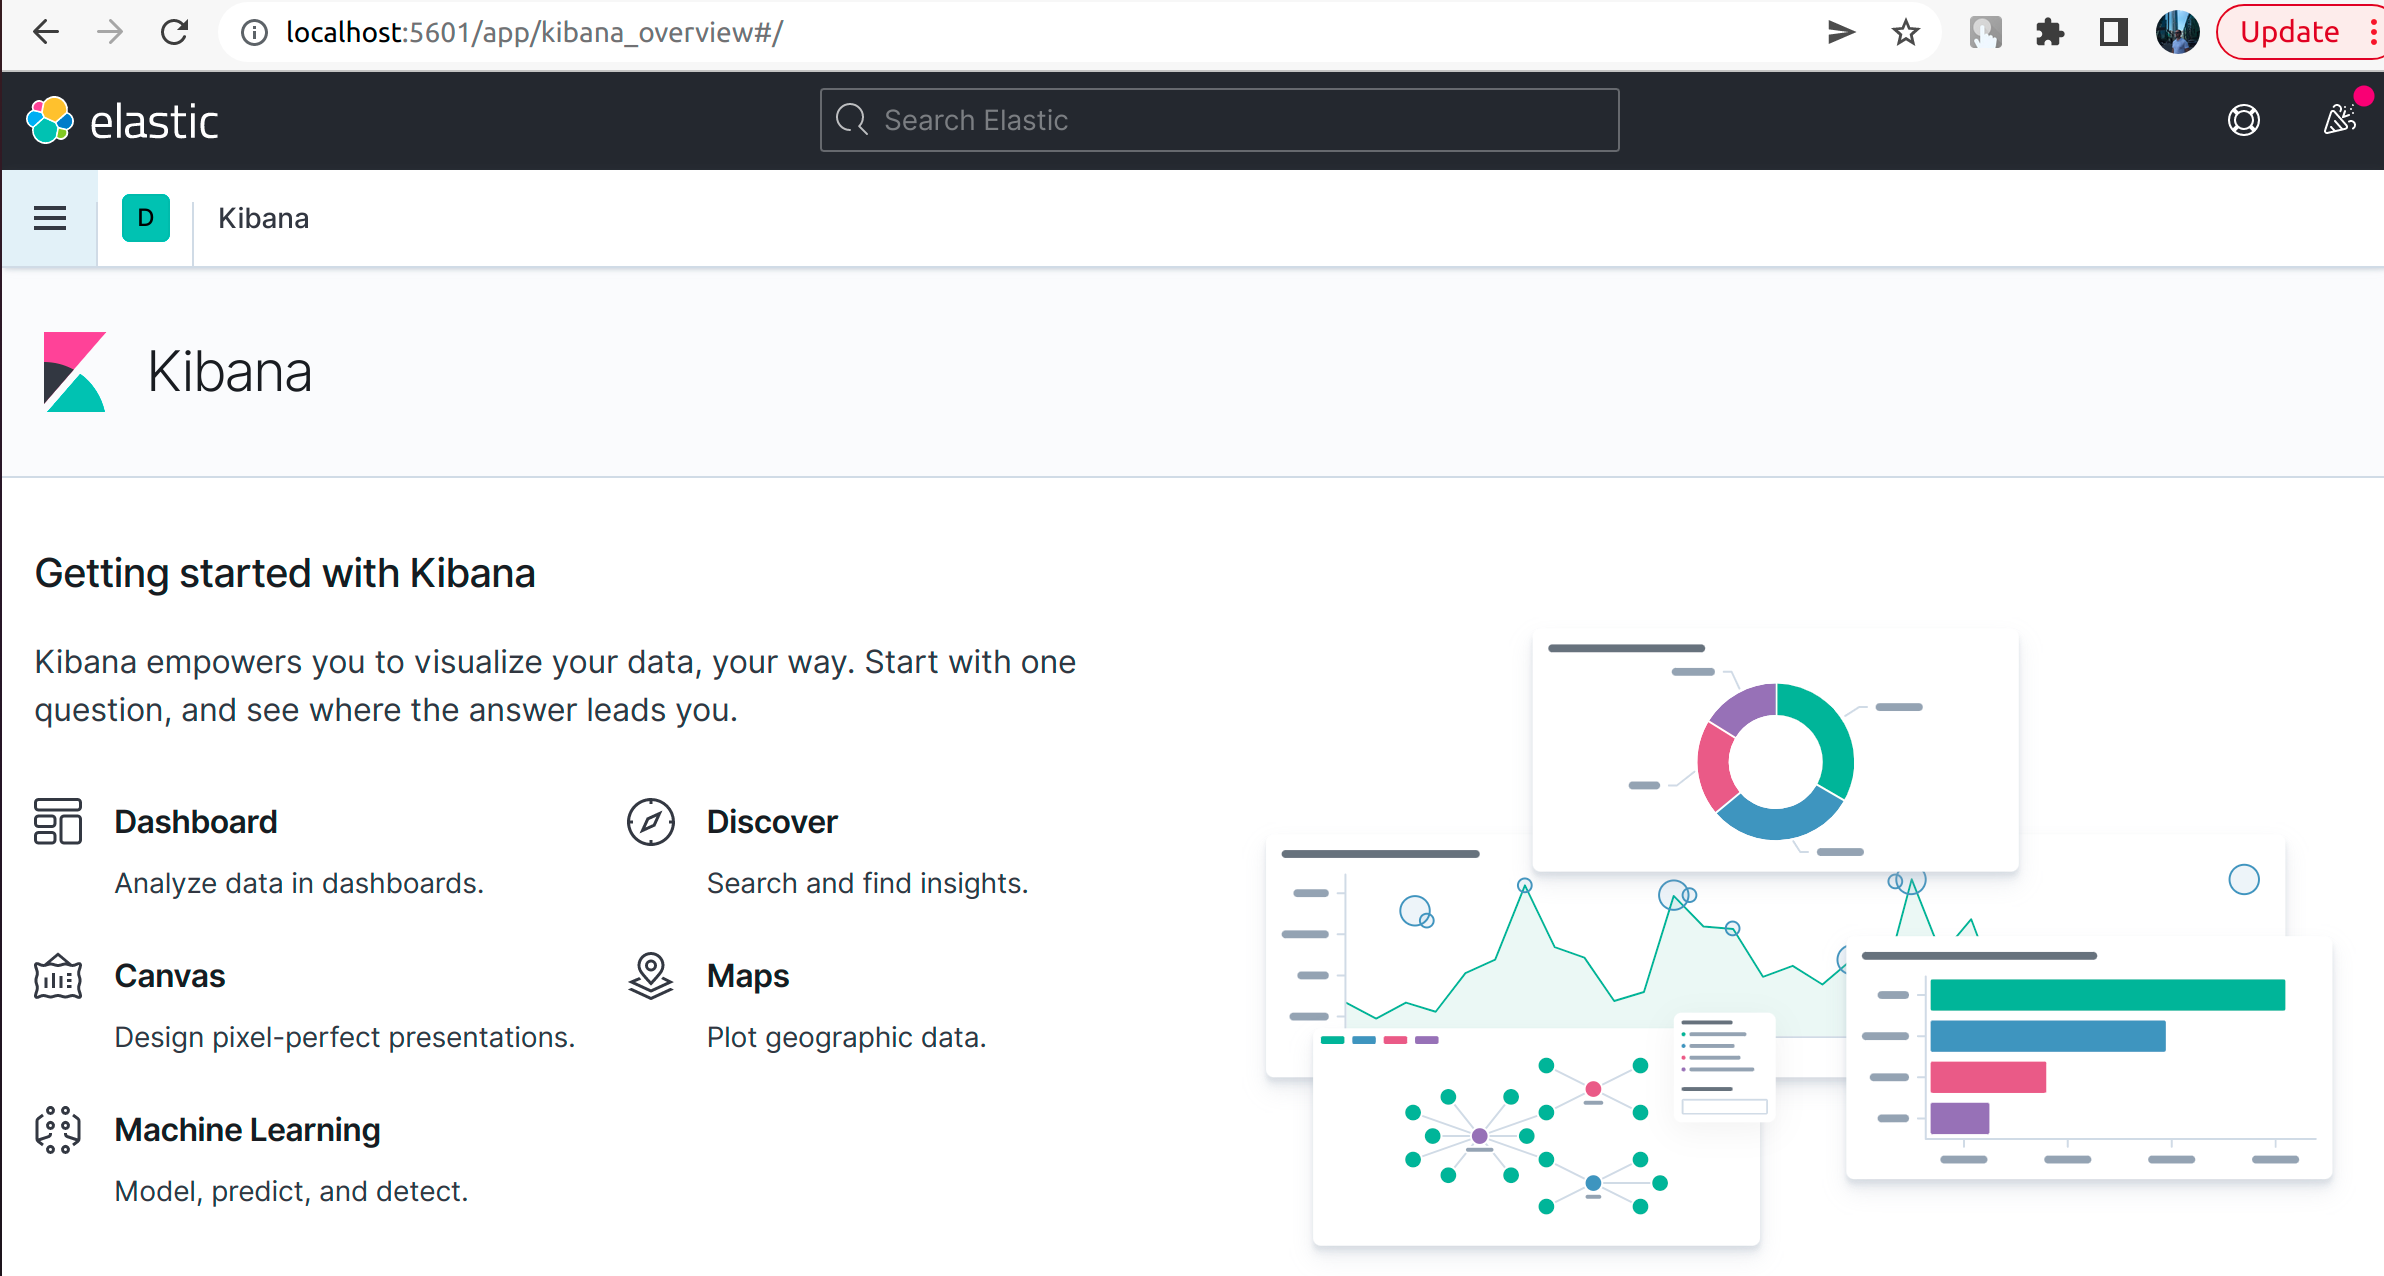 localhost:5601/app/kibana_overview#/
Update
elastic
Search Elastic
D
Kibana
Kibana
Getting started with Kibana
Kibana empowers you to visualize your data, your way. Start with one
question, and see where the answer leads you.
Dashboard
Analyze data in dashboards.
Discover
Search and find insights.
Canvas
Design pixel-perfect presentations.
Maps
Plot geographic data.
Machine Learning
Model, predict, and detect.